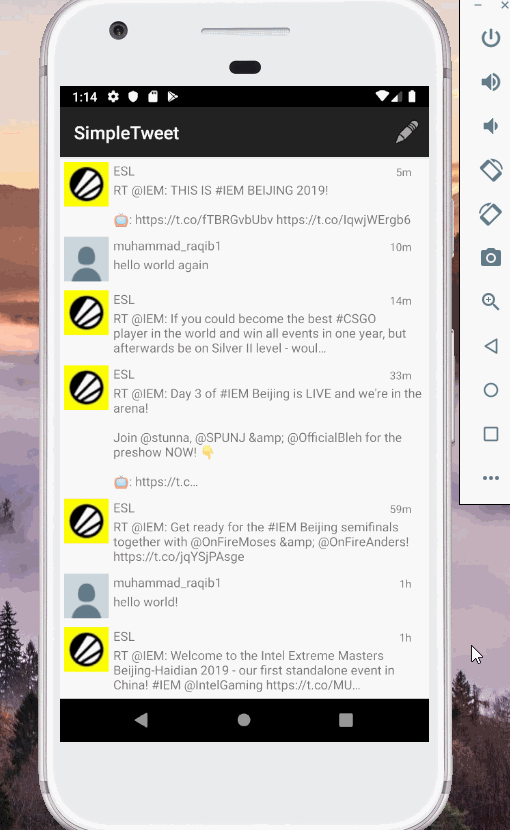 1:14
SimpleTweet
ESL 5m
RT @IEM: THIS IS #IEM BEIJING 2019!
📺: https://t.co/fTBRGvbUbv https://t.co/IqwjWErgb6
muhammad_raqib1 10m
hello world again
ESL 14m
RT @IEM: If you could become the best #CSGO
player in the world and win all events in one year, but
afterwards be on Silver II level - woul...
ESL 33m
RT @IEM: Day 3 of #IEM Beijing is LIVE and we're in the
arena!
Join @stunna, @SPUNJ &amp; @OfficialBleh for the
preshow NOW! 👇
📺: https://t.c...
ESL 59m
RT @IEM: Get ready for the #IEM Beijing semifinals
together with @OnFireMoses &amp; @OnFireAnders!
https://t.co/jqYSjPAsge
muhammad_raqib1 1h
hello world!
ESL 1h
RT @IEM: Welcome to the Intel Extreme Masters
Beijing-Haidian 2019 - our first standalone event in
China! #IEM @IntelGaming https://t.co/MU...